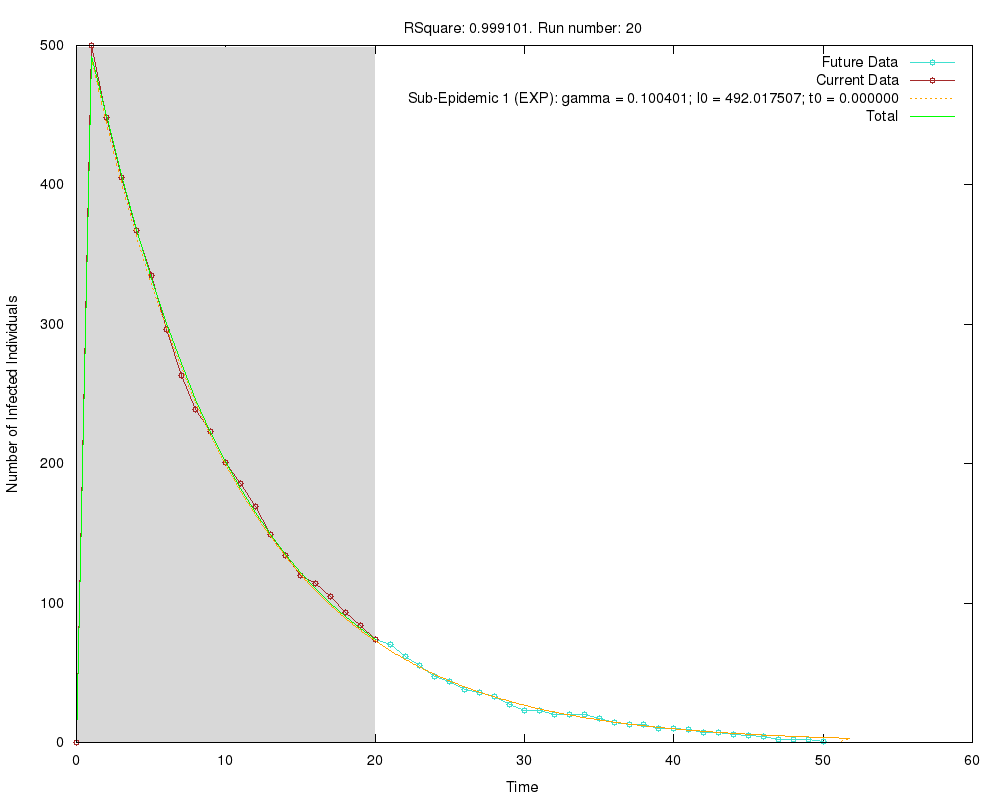 RSquare: 0.999101. Run number: 20
500
400
300
200
100
0
Number of Infected Individuals
Future Data
Current Data
Sub-Epidemic 1 (EXP): gamma = 0.100401; I0 = 492.017507; t0 = 0.000000
Total
0 10 20 30 40 50 60
Time